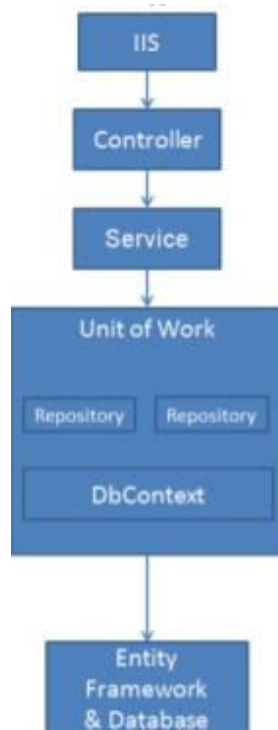 IIS
Controller
Service
Unit of Work
Repository Repository
DbContext
Entity
Framework
& Database